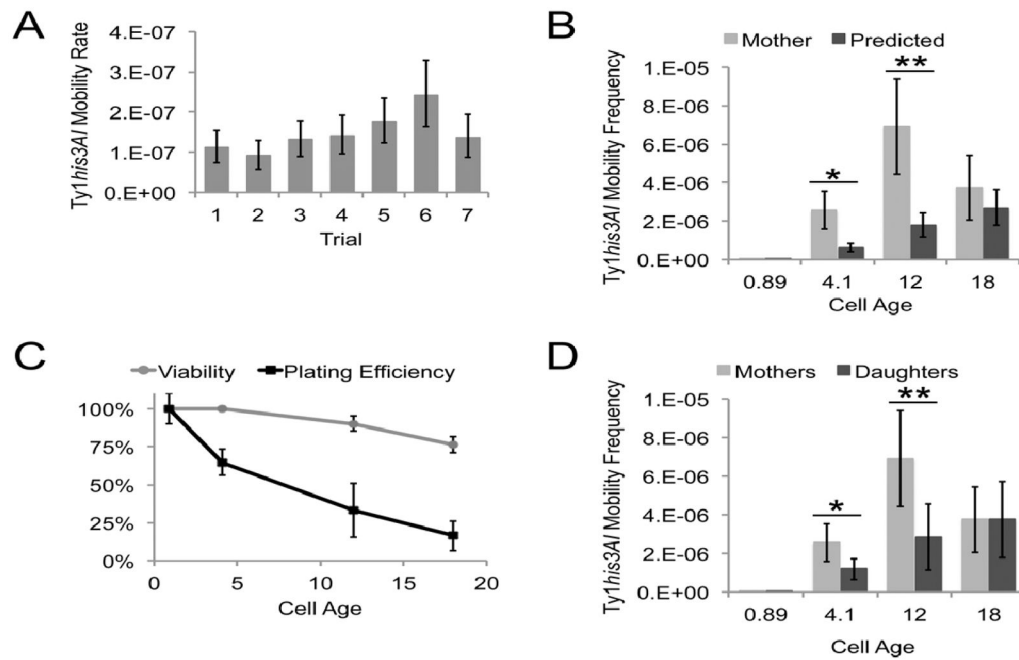 A
Ty1his3AI Mobility Rate
4.E-07
3.E-07
2.E-07
1.E-07
0.E+00
1 2 3 4 5 6 7
Trial
B
Mother Predicted
Ty1his3AI Mobility Frequency
1.E-05
8.E-06
6.E-06
4.E-06
2.E-06
0.E+00
* **
0.89 4.1 12 18
Cell Age
C
Viability Plating Efficiency
100%
75%
50%
25%
0%
0 5 10 15 20
Cell Age
D
Mothers Daughters
Ty1his3AI Mobility Frequency
1.E-05
8.E-06
6.E-06
4.E-06
2.E-06
0.E+00
* **
0.89 4.1 12 18
Cell Age